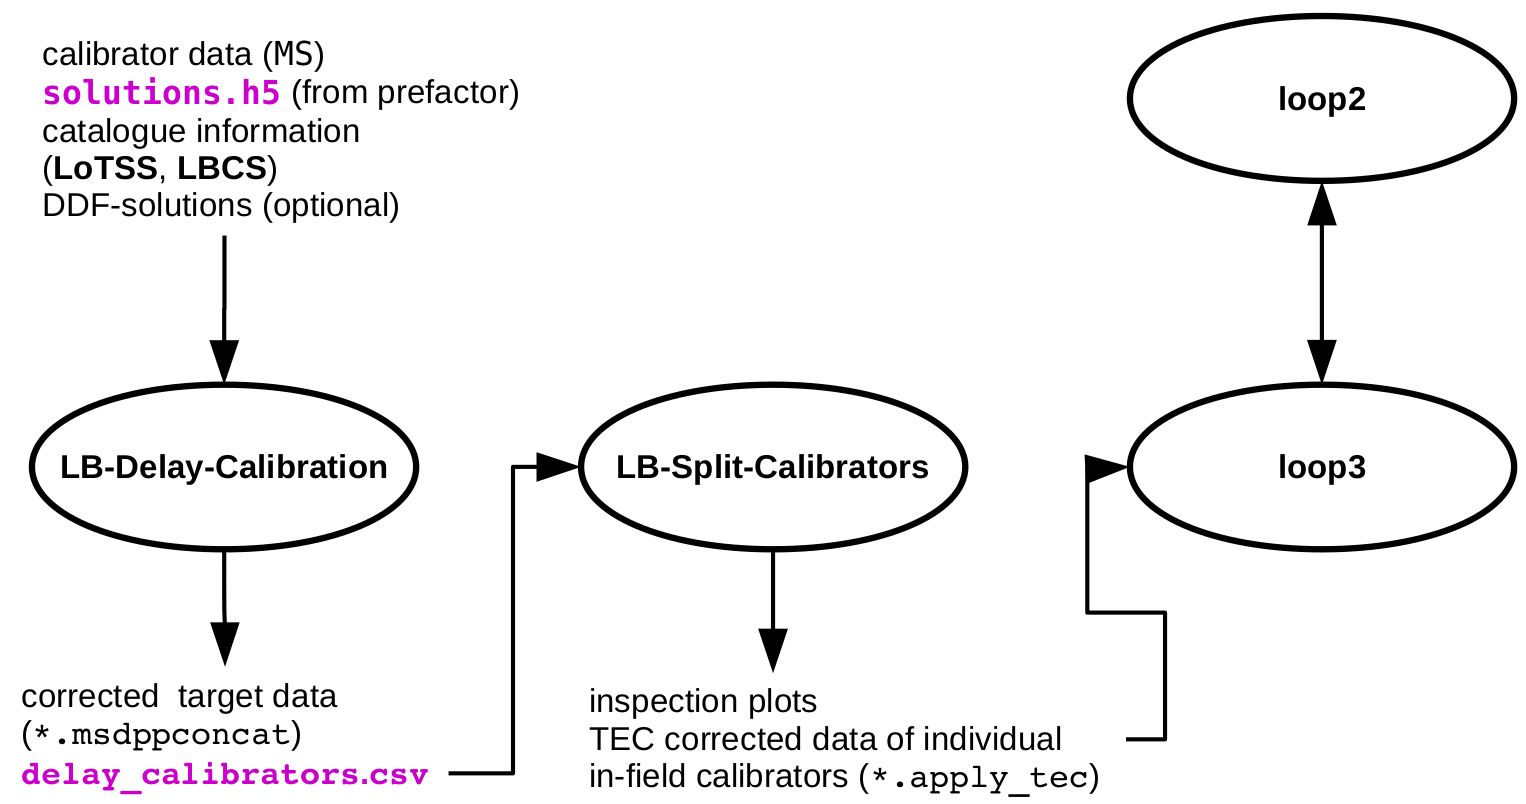 calibrator data (MS)
solutions.h5 (from prefactor)
catalogue information
(LoTSS, LBCS)
DDF-solutions (optional)
loop2
LB-Delay-Calibration
LB-Split-Calibrators
loop3
corrected target data
(*.msdppconcat)
delay_calibrators.csv
inspection plots
TEC corrected data of individual
in-field calibrators (*.apply_tec)